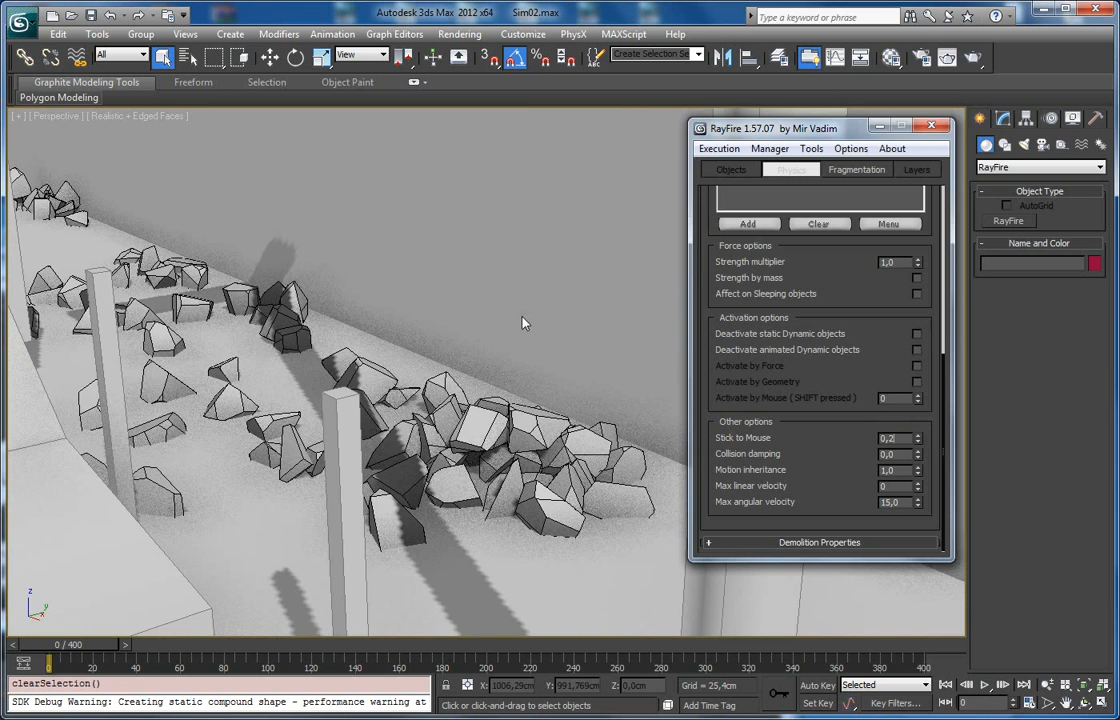 Autodesk 3ds Max 2012 x64 Sim02.max
Type a keyword or phrase
Edit Tools Group Views Create Modifiers Animation Graph Editors Rendering Customize PhysX MAXScript Help
All View 3 Create Selection Se
Graphite Modeling Tools Freeform Selection Object Paint
Polygon Modeling
[ + ] [ Perspective ] [ Realistic + Edged Faces ]
RayFire 1.57.07 by Mir Vadim
Execution Manager Tools Options About
Objects Physics Fragmentation Layers
Add Clear Menu
Force options
Strength multiplier 1,0
Strength by mass
Affect on Sleeping objects
Activation options
Deactivate static Dynamic objects
Deactivate animated Dynamic objects
Activate by Force
Activate by Geometry
Activate by Mouse ( SHIFT pressed ) 0
Other options
Stick to Mouse 0,2
Collision damping 0,0
Motion inheritance 1,0
Max linear velocity 0
Max angular velocity 15,0
+ Demolition Properties
RayFire
- Object Type
AutoGrid
RayFire
- Name and Color
z
y
x
< 0 / 400 >
0 20 40 60 80 100 120 140 160 180 200 220 240 260 280 300 320 340 360 380 400
clearSelection()
SDK Debug Warning: Creating static compound shape - performance warning at
X: 1006,29cm Y: 991,769cm Z: 0,0cm Grid = 25,4cm
Click or click-and-drag to select objects Add Time Tag
Auto Key Selected
Set Key Key Filters... 0